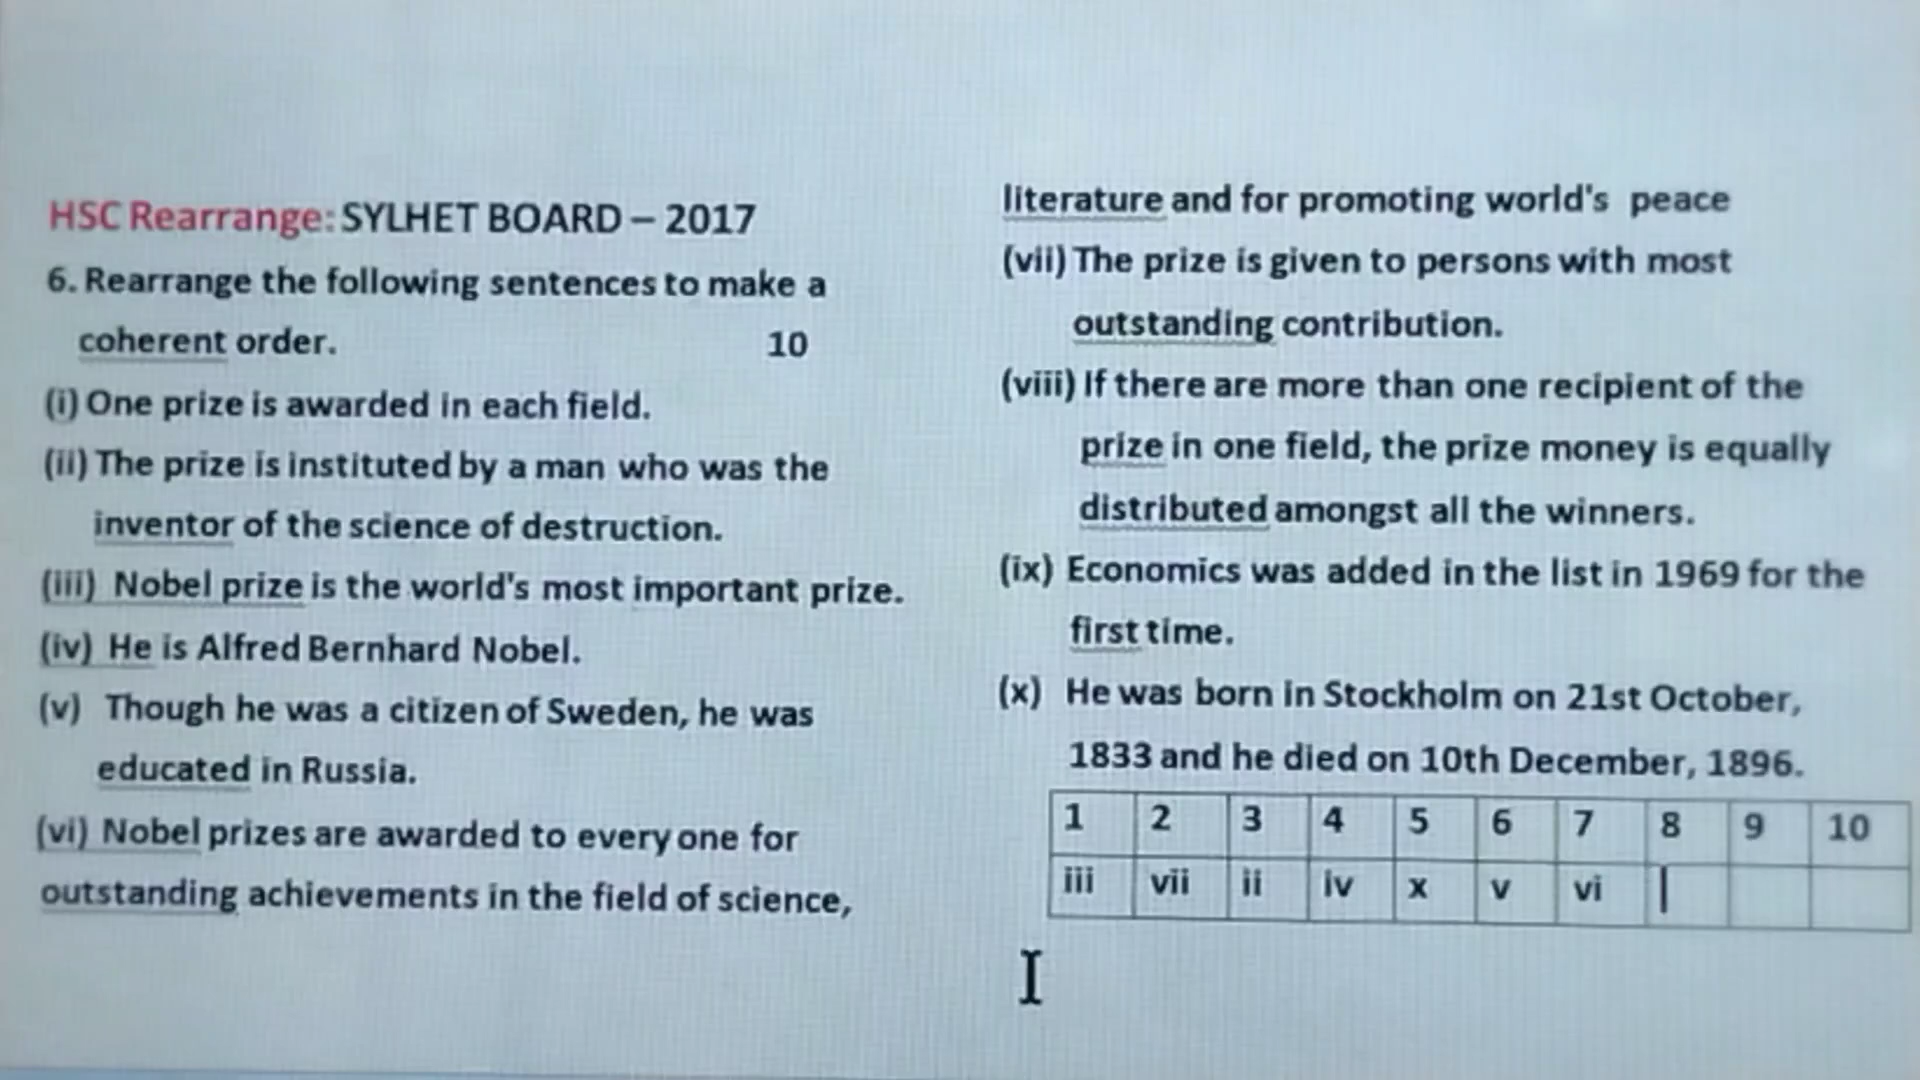 HSC Rearrange: SYLHET BOARD – 2017
6. Rearrange the following sentences to make a
coherent order. 10
(i) One prize is awarded in each field.
(ii) The prize is instituted by a man who was the
inventor of the science of destruction.
(iii) Nobel prize is the world's most important prize.
(iv) He is Alfred Bernhard Nobel.
(v) Though he was a citizen of Sweden, he was
educated in Russia.
(vi) Nobel prizes are awarded to every one for
outstanding achievements in the field of science,
literature and for promoting world's peace
(vii) The prize is given to persons with most
outstanding contribution.
(viii) If there are more than one recipient of the
prize in one field, the prize money is equally
distributed amongst all the winners.
(ix) Economics was added in the list in 1969 for the
first time.
(x) He was born in Stockholm on 21st October,
1833 and he died on 10th December, 1896.
1 2 3 4 5 6 7 8 9 10
iii vii ii iv x v vi